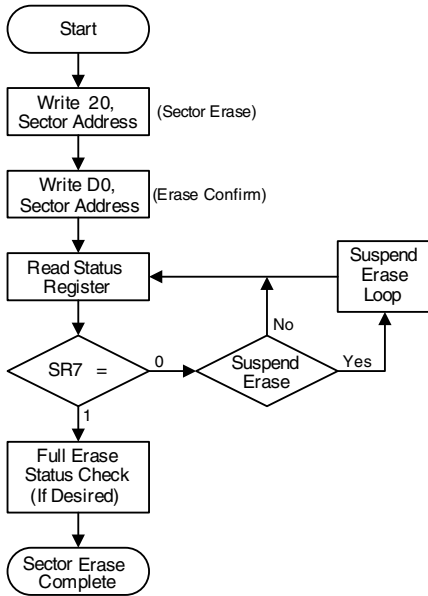 Start
Write 20,
Sector Address
(Sector Erase)
Write D0,
Sector Address
(Erase Confirm)
Read Status
Register
Suspend
Erase
Loop
No
SR7 =
0
Suspend
Erase
Yes
1
Full Erase
Status Check
(If Desired)
Sector Erase
Complete